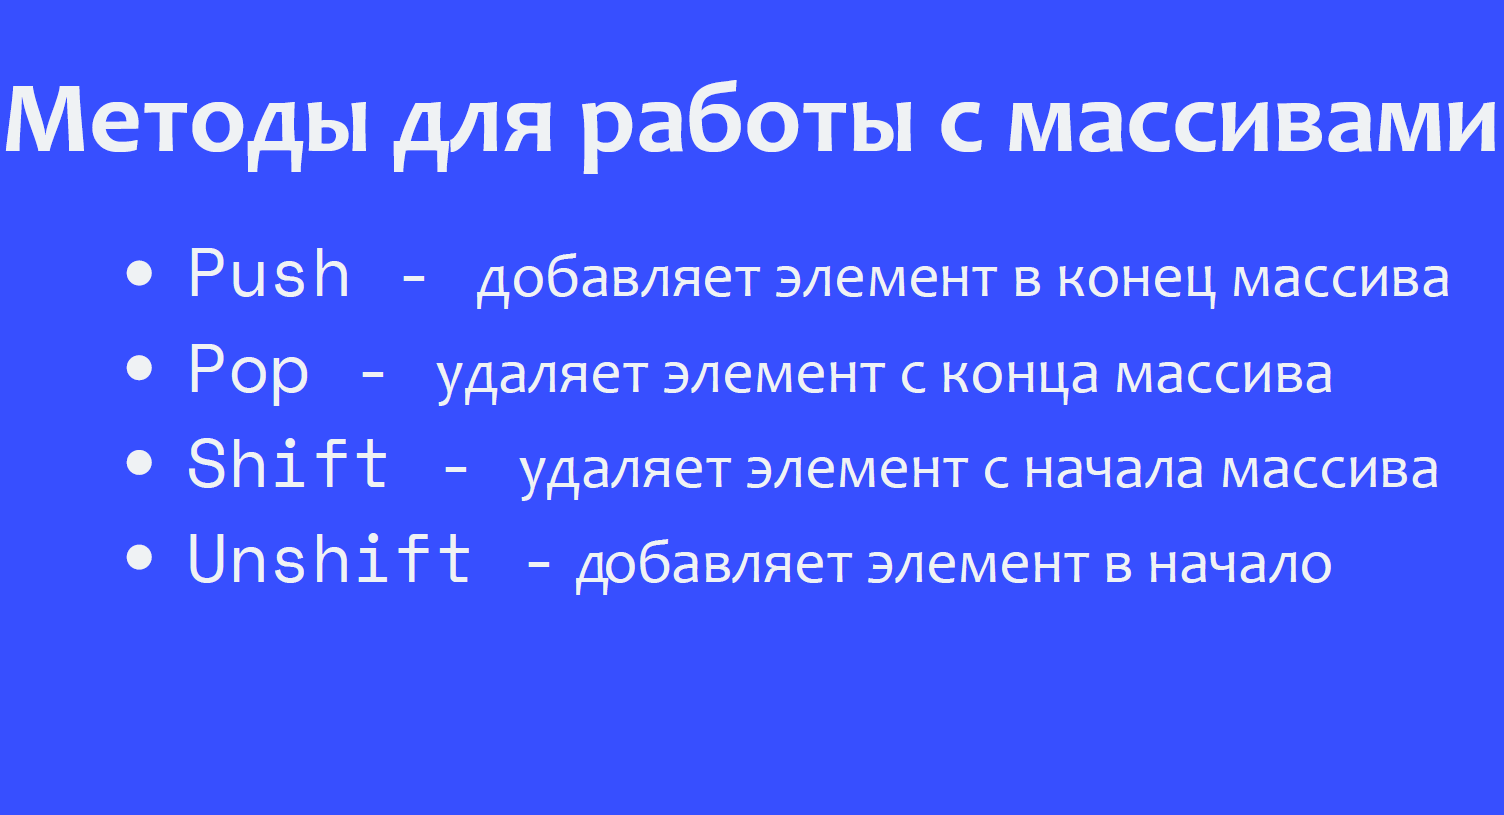 Методы для работы с массивами
• Push - добавляет элемент в конец массива
• Pop - удаляет элемент с конца массива
• Shift - удаляет элемент с начала массива
• Unshift - добавляет элемент в начало